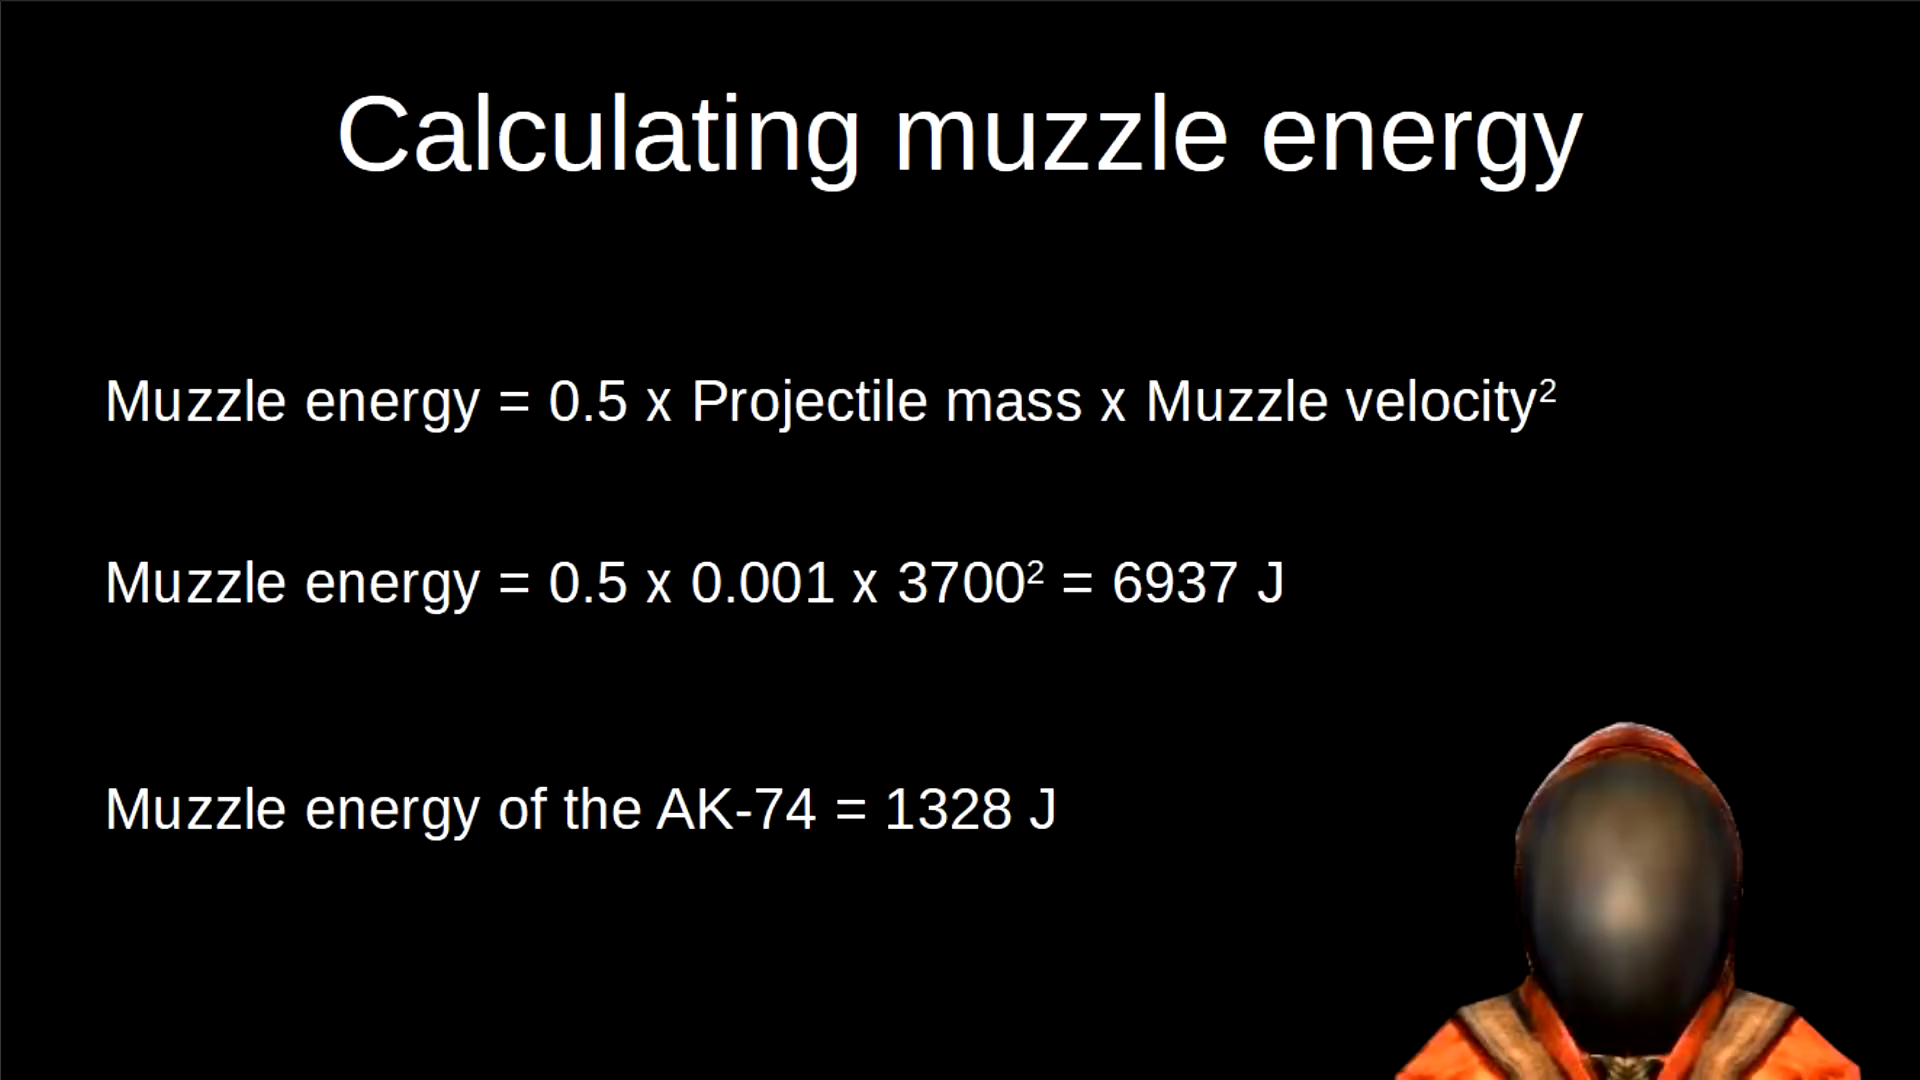 Calculating muzzle energy
Muzzle energy = 0.5 x Projectile mass x Muzzle velocity²
Muzzle energy = 0.5 x 0.001 x 3700² = 6937 J
Muzzle energy of the AK-74 = 1328 J